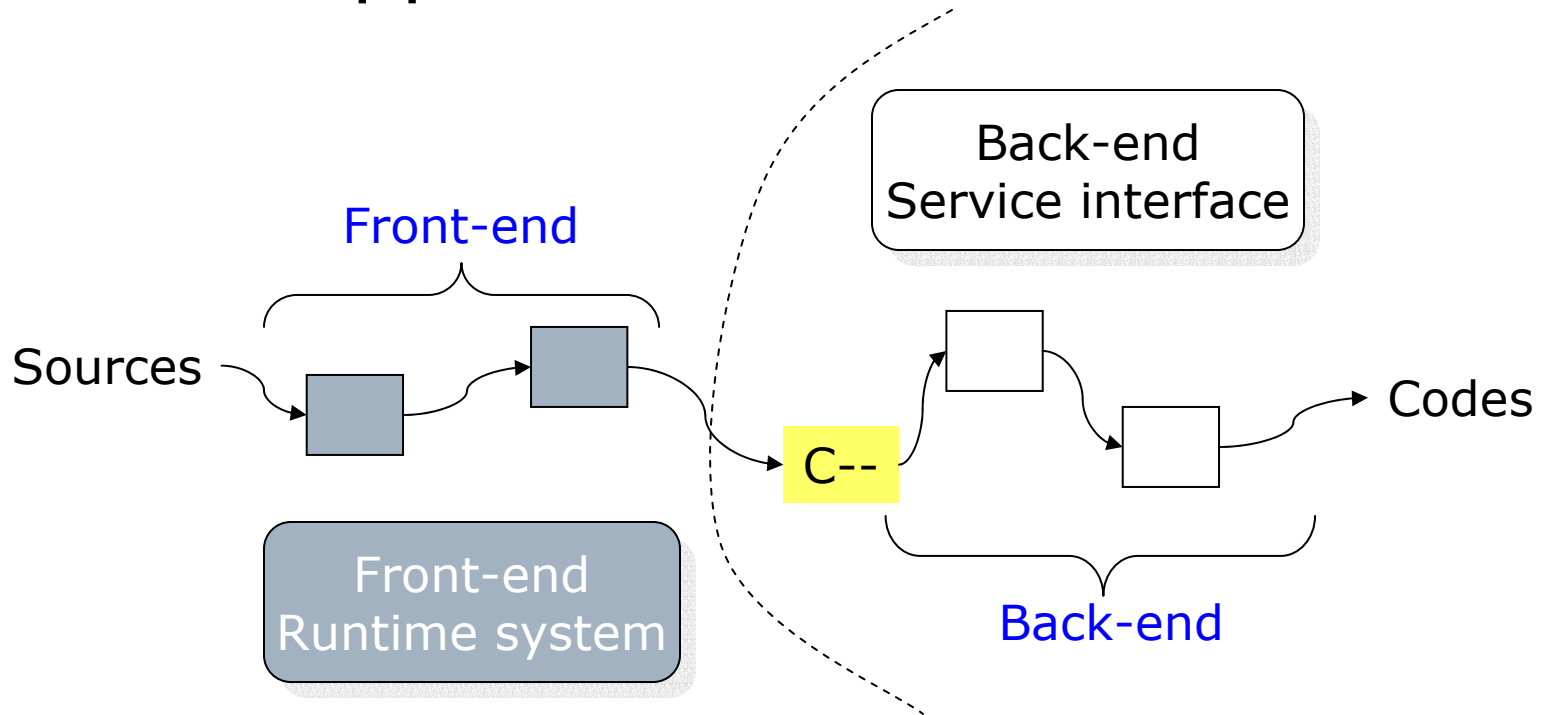 Back-end
Service interface
Front-end
Sources
Codes
C--
Front-end
Runtime system
Back-end